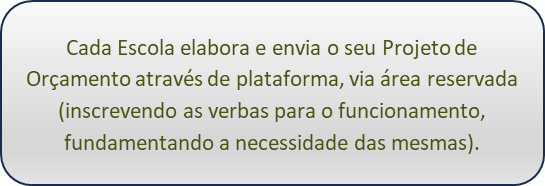 Cada Escola elabora e envia o seu Projeto de
Orçamento através de plataforma, via área reservada
(inscrevendo as verbas para o funcionamento,
fundamentando a necessidade das mesmas).